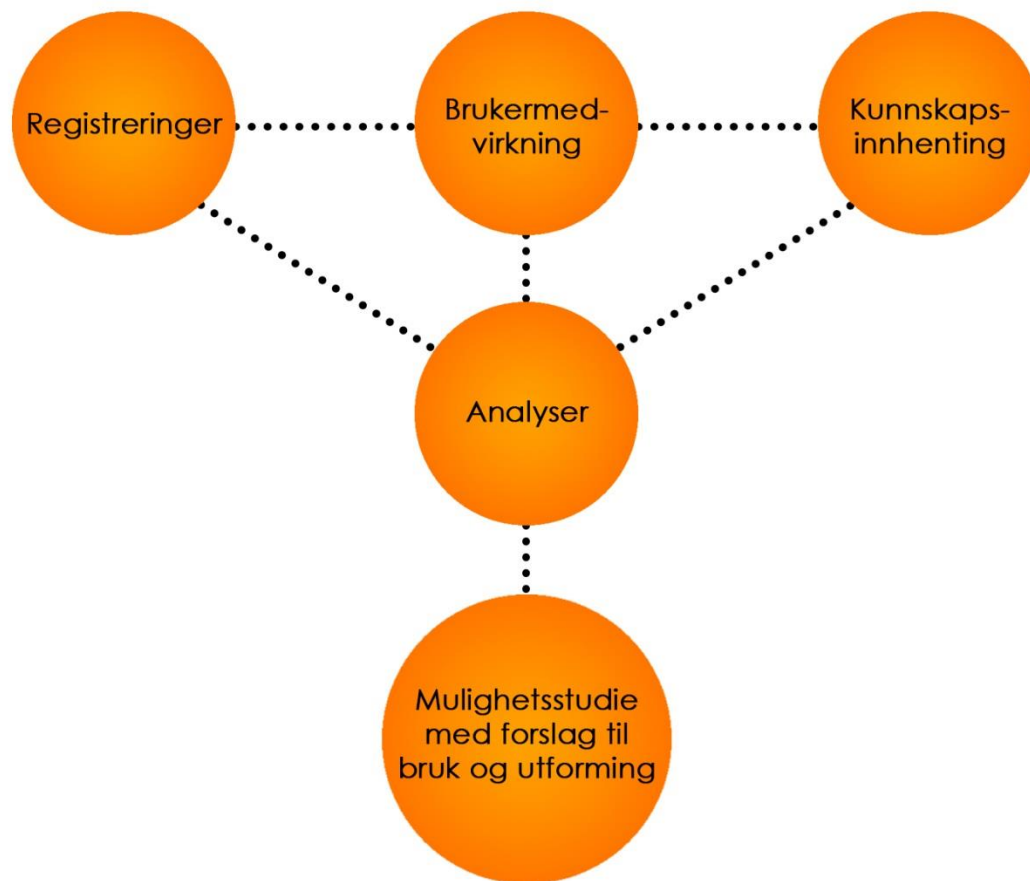 Registreringer
Brukermed-
virkning
Kunnskaps-
innhenting
Analyser
Mulighetsstudie
med forslag til
bruk og utforming